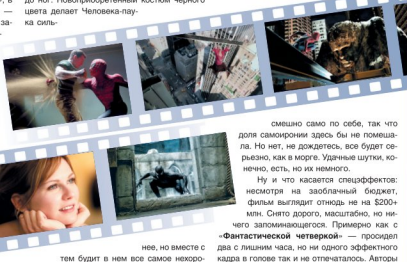 до ног. Новоприобретенный костюм черного
цвета делает Человека-пау-
ка силь-
смешно само по себе, так что
доля самоиронии здесь бы не помеша-
ла. Но нет, не дождетесь, все будет се-
рьезно, как в морге. Удачные шутки, ко-
нечно, есть, но их немного.
Ну и что касается спецэффектов:
несмотря на заоблачный бюджет,
фильм выглядит отнюдь не на $200+
млн. Снято дорого, масштабно, но ни-
чего запоминающегося. Примерно как с
«Фантастической четверкой» — просидел
два с лишним часа, но ни одного эффектного
кадра в голове так и не отпечаталось. Авторы
нее, но вместе с
тем будит в нем все самое нехоро-